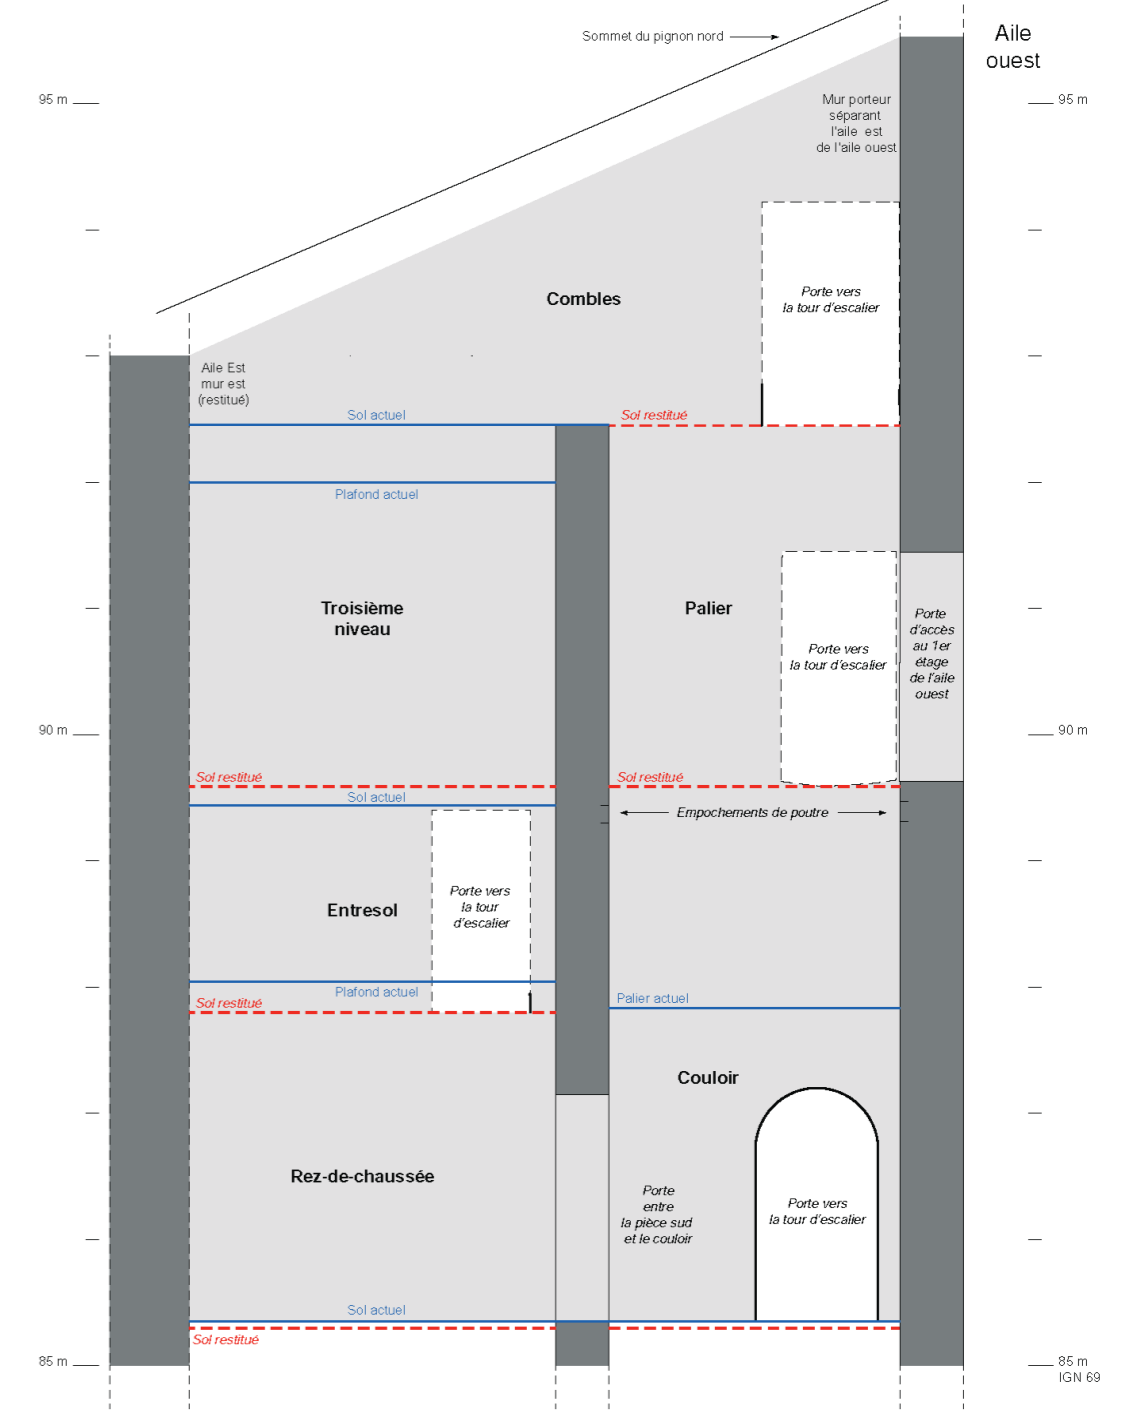 Sommet du pignon nord
Aile
ouest
95 m
95 m
Mur porteur
séparant
l'aile est
de l'aile ouest
Porte vers
la tour d'escalier
Combles
Aile Est
mur est
(restitué)
Sol actuel
Sol restitué
Plafond actuel
Troisième
niveau
Palier
Porte vers
la tour d'escalier
Porte
d'accès
au 1er
étage
de l'aile
ouest
90 m
90 m
Sol restitué
Sol restitué
Sol actuel
Empochements de poutre
Entresol
Porte vers
la tour
d'escalier
Plafond actuel
Sol restitué
Palier actuel
Couloir
Rez-de-chaussée
Porte
entre
la pièce sud
et le couloir
Porte vers
la tour d'escalier
Sol actuel
Sol restitué
85 m
85 m
IGN 69